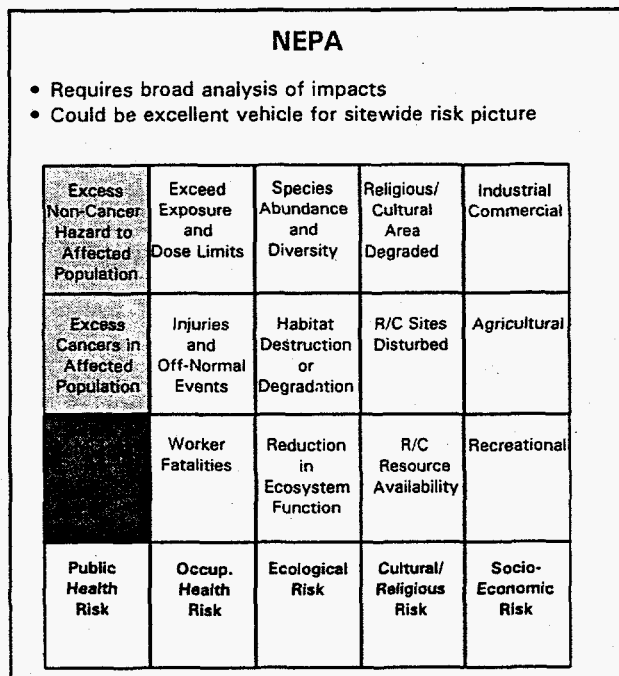 NEPA
• Requires broad analysis of impacts
• Could be excellent vehicle for sitewide risk picture
Excess
Non-Cancer
Hazard to
Affected
Population
Exceed
Exposure
and
Dose Limits
Species
Abundance
and
Diversity
Religious/
Cultural
Area
Degraded
Industrial
Commercial
Excess
Cancers in
Affected
Population
Injuries
and
Off-Normal
Events
Habitat
Destruction
or
Degradation
R/C Sites
Disturbed
Agricultural
Worker
Fatalities
Reduction
in
Ecosystem
Function
R/C
Resource
Availability
Recreational
Public
Health
Risk
Occup.
Health
Risk
Ecological
Risk
Cultural/
Religious
Risk
Socio-
Economic
Risk